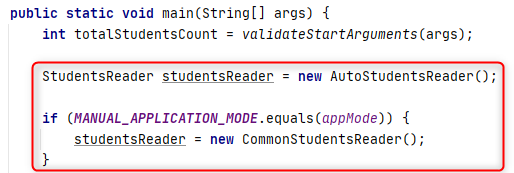 public static void main(String[] args) {
int totalStudentsCount = validateStartArguments(args);
StudentsReader studentsReader = new AutoStudentsReader();
if (MANUAL_APPLICATION_MODE.equals(appMode)) {
studentsReader = new CommonStudentsReader();
}